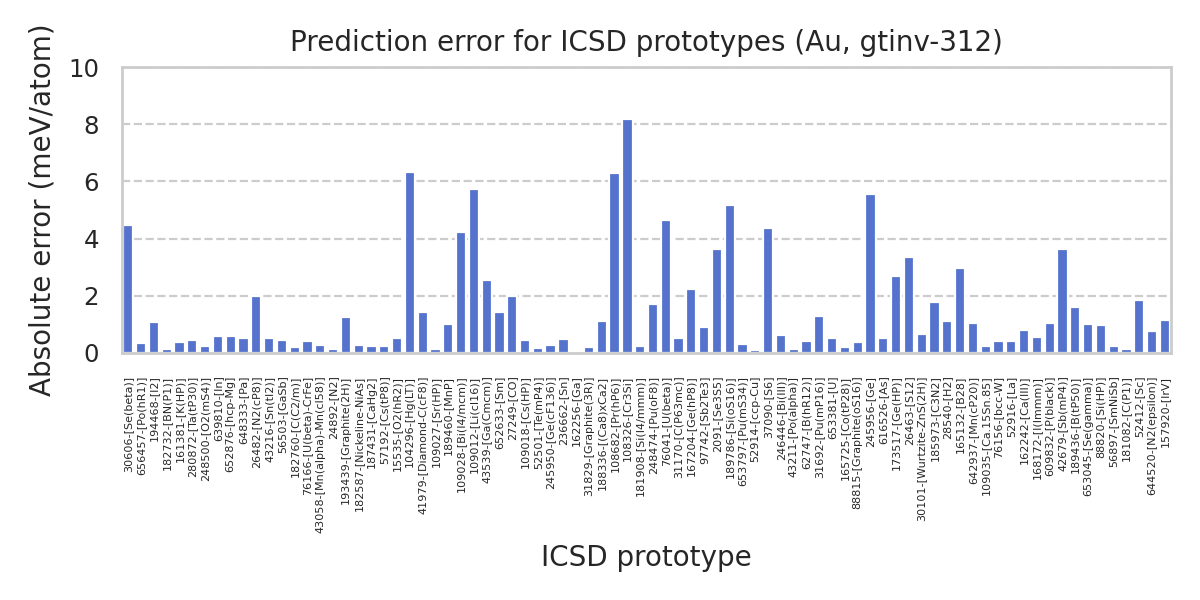 Prediction error for ICSD prototypes (Au, gtinv-312)
Absolute error (meV/atom)
10
8
6
4
2
0
30606-[Se(beta)]
656457-[Po(hR1)]
194468-[I2]
182732-[BN(P1)]
161381-[K(HP)]
280872-[Ta(tP30)]
248500-[O2(mS4)]
639810-[In]
652876-[hcp-Mg]
648333-[Pa]
26482-[N2(cP8)]
43216-[Sn(tI2)]
56503-[GaSb]
182760-[C(C2/m)]
76166-[U(beta)-CrFe]
43058-[Mn(alpha)-Mn(cI58)]
24892-[N2]
193439-[Graphite(2H)]
182587-[Nickeline-NiAs]
187431-[CaHg2]
57192-[Cs(tP8)]
15535-[O2(hR2)]
104296-[Hg(LT)]
41979-[Diamond-C(cF8)]
109027-[Sr(HP)]
189460-[MnP]
109028-[Bi(I4/mcm)]
109012-[Li(cI16)]
43539-[Ga(Cmcm)]
652633-[Sm]
27249-[CO]
109018-[Cs(HP)]
52501-[Te(mP4)]
245950-[Ge(cF136)]
236662-[Sn]
162256-[Ga]
31829-[Graphite(3R)]
188336-[(Ca8)xCa2]
108682-[Pr(hP6)]
108326-[Cr3Si]
181908-[Si(I4/mmm)]
248474-[Pu(oF8)]
76041-[U(beta)]
31170-[C(P63mc)]
167204-[Ge(hP8)]
97742-[Sb2Te3]
2091-[Se3S5]
189786-[Si(oS16)]
653797-[Pu(mS34)]
52914-[ccp-Cu]
37090-[S6]
246446-[Bi(III)]
43211-[Po(alpha)]
62747-[B(hR12)]
31692-[Pu(mP16)]
653381-[U]
165725-[Co(tP28)]
88815-[Graphite(oS16)]
245956-[Ge]
616526-[As]
173517-[Ge(HP)]
26463-[S12]
30101-[Wurtzite-ZnS(2H)]
185973-[C3N2]
28540-[H2]
165132-[B28]
642937-[Mn(cP20)]
109035-[Ca.15Sn.85]
76156-[bcc-W]
52916-[La]
162242-[Ca(III)]
168172-[I(Immm)]
609832-[P(black)]
42679-[Sb(mP4)]
189436-[B(tP50)]
653045-[Se(gamma)]
88820-[Si(HP)]
56897-[SmNiSb]
181082-[C(P1)]
52412-[Sc]
644520-[N2(epsilon)]
157920-[IrV]
ICSD prototype